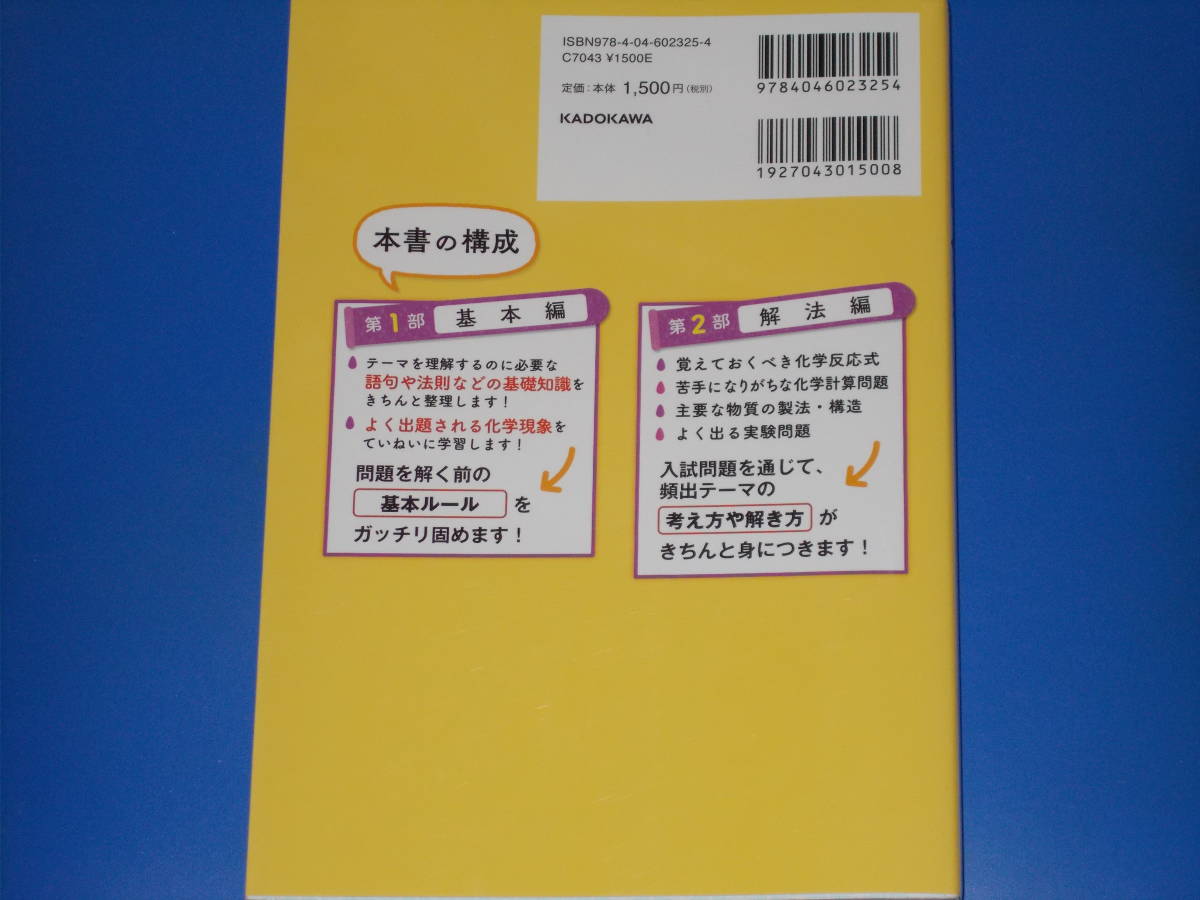 ISBN978-4-04-602325-4
C7043 ¥1500E
定価:本体 1,500円(税別)
KADOKAWA
9784046023254
1927043015008
本書の構成
第1部 基本編
テーマを理解するのに必要な
語句や法則などの基礎知識を
きちんと整理します!
よく出題される化学現象を
ていねいに学習します!
問題を解く前の
基本ルール を
ガッチリ固めます!
第2部 解法編
覚えておくべき化学反応式
苦手になりがちな化学計算問題
主要な物質の製法・構造
よく出る実験問題
入試問題を通じて、
頻出テーマの
考え方や解き方 が
きちんと身につきます!